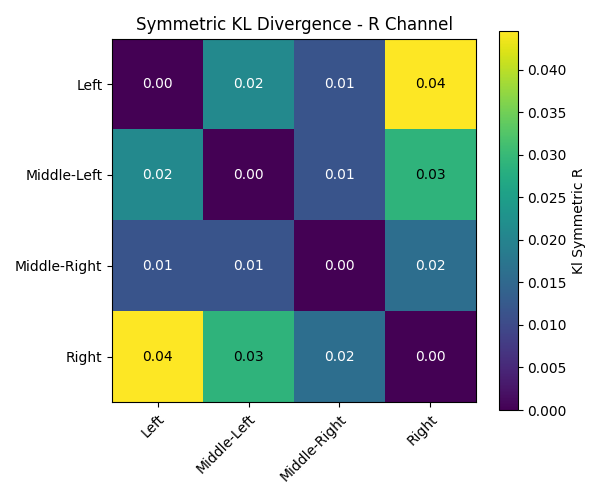 Symmetric KL Divergence - R Channel
Left
0.00 0.02 0.01 0.04
Middle-Left
0.02 0.00 0.01 0.03
Middle-Right
0.01 0.01 0.00 0.02
Right
0.04 0.03 0.02 0.00
Left
Middle-Left
Middle-Right
Right
0.040
0.035
0.030
0.025
0.020
0.015
0.010
0.005
0.000
Kl Symmetric R